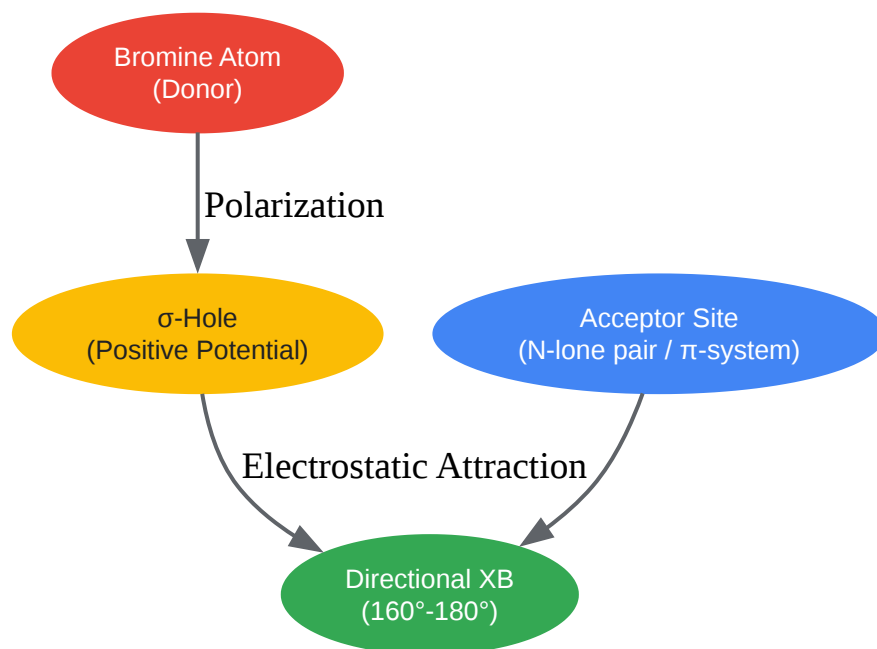 Bromine Atom
(Donor)
Polarization
σ-Hole
(Positive Potential)
Acceptor Site
(N-lone pair / π-system)
Electrostatic Attraction
Directional XB
(160°-180°)